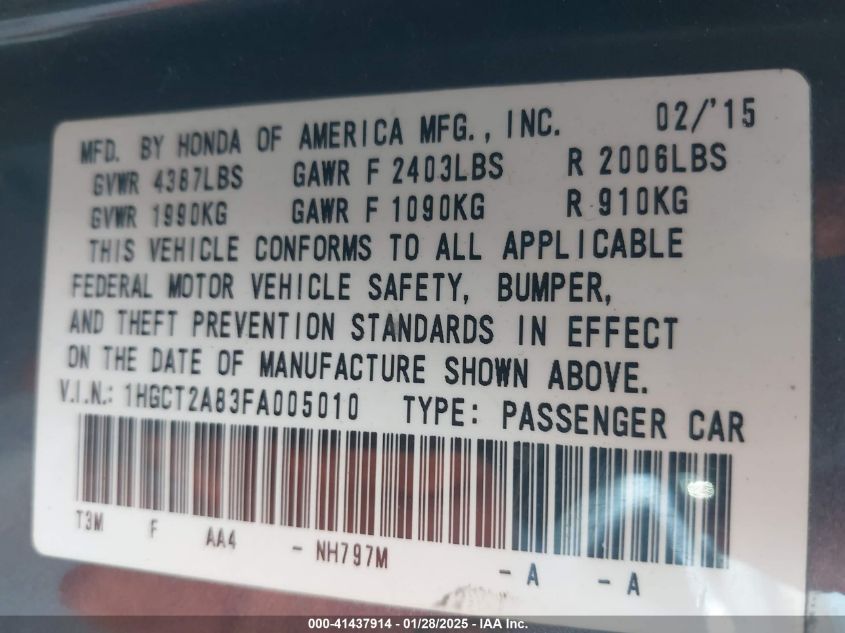 MFD. BY HONDA OF AMERICA MFG., INC. 02/'15
GVWR 4387LBS GAWR F 2403LBS R 2006LBS
GVWR 1990KG GAWR F 1090KG R 910KG
THIS VEHICLE CONFORMS TO ALL APPLICABLE
FEDERAL MOTOR VEHICLE SAFETY, BUMPER,
AND THEFT PREVENTION STANDARDS IN EFFECT
ON THE DATE OF MANUFACTURE SHOWN ABOVE.
V.I.N.: 1HGCT2A83FA005010 TYPE: PASSENGER CAR
T3M F AA4 - NH797M - A - A
000-41437914 | 01/28/2025 - IAA Inc.